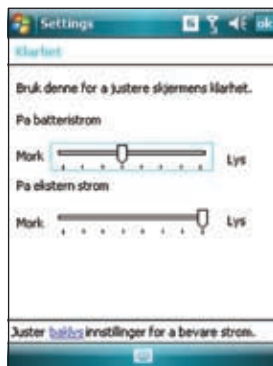 Settings ok
Klarhet
Bruk denne for a justere skjermens klarhet.
Pa batteristrom
Mork Lys
Pa ekstern strom
Mork Lys
Juster baklys innstillinger for a bevare strom.